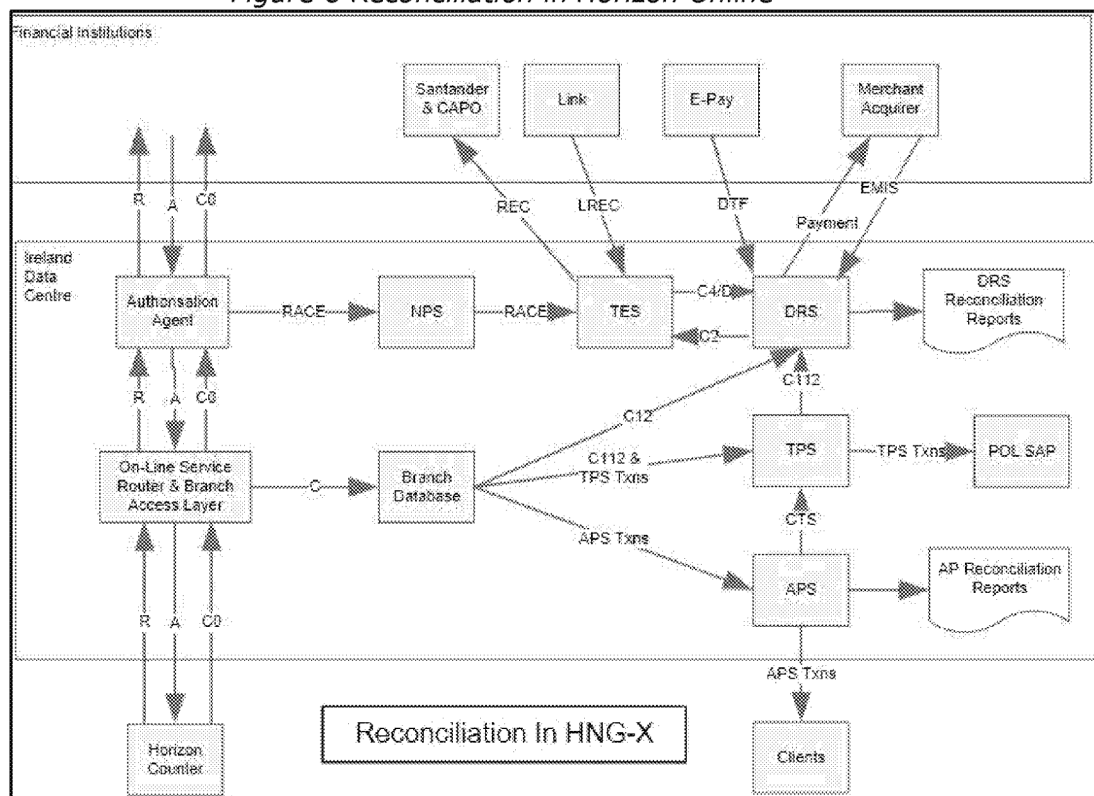 Figure 6 Reconciliation in Horizon Online
Financial Institutions
Santander
& CAPO
Link
E-Pay
Merchant
Acquirer
R
A
C0
REC
LREC
DTF
Payment
EMIS
Ireland
Data
Centre
Authorisation
Agent
RACE
NPS
RACE
TES
C4/D
C2
DRS
DRS
Reconciliation
Reports
R
A
C0
C12
C112
On-Line Service
Router & Branch
Access Layer
C
Branch
Database
C112 &
TPS Txns
TPS
TPS Txns
POL SAP
APS Txns
CTS
APS
AP Reconciliation
Reports
R
A
C0
APS Txns
Horizon
Counter
Reconciliation In HNG-X
Clients